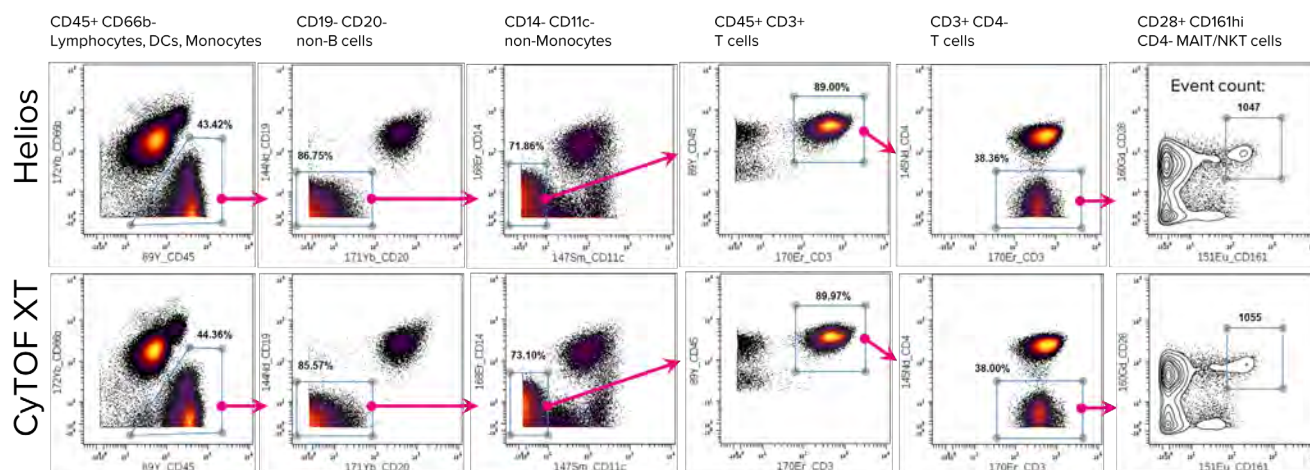 CD45+ CD66b-
Lymphocytes, DCs, Monocytes
CD19- CD20-
non-B cells
CD14- CD11c-
non-Monocytes
CD45+ CD3+
T cells
CD3+ CD4-
T cells
CD28+ CD161hi
CD4- MAIT/NKT cells
Helios
172Yb_CD66b
43.42%
89Y_CD45
144Nd_CD19
86.75%
171Yb_CD20
168Er_CD14
71.86%
147Sm_CD11c
89Y_CD45
89.00%
170Er_CD3
145Nd_CD4
38.36%
170Er_CD3
160Gd_CD28
Event count:
1047
151Eu_CD161
CyTOF XT
172Yb_CD66b
44.36%
89Y_CD45
144Nd_CD19
85.57%
171Yb_CD20
168Er_CD14
73.10%
147Sm_CD11c
89Y_CD45
89.97%
170Er_CD3
145Nd_CD4
38.00%
170Er_CD3
160Gd_CD28
1055
151Eu_CD161